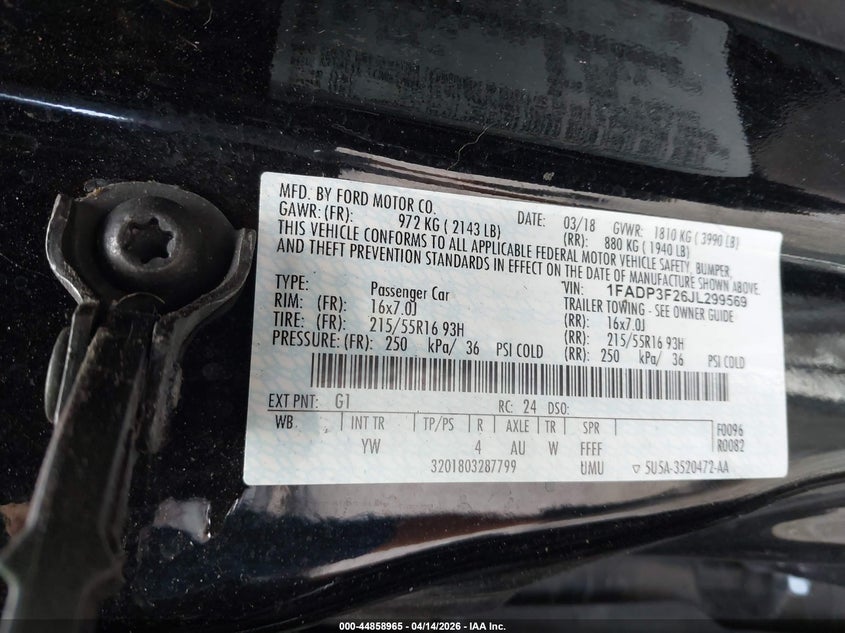 MFD. BY FORD MOTOR CO. DATE: 03/18 GVWR: 1810 KG ( 3990 LB)
GAWR: (FR): 972 KG ( 2143 LB) (RR): 880 KG ( 1940 LB)
THIS VEHICLE CONFORMS TO ALL APPLICABLE FEDERAL MOTOR VEHICLE SAFETY, BUMPER,
AND THEFT PREVENTION STANDARDS IN EFFECT ON THE DATE OF MANUFACTURE SHOWN ABOVE.
VIN: 1FADP3F26JL299569
TYPE: Passenger Car TRAILER TOWING - SEE OWNER GUIDE
RIM: (FR): 16x7.0J (RR): 16x7.0J
TIRE: (FR): 215/55R16 93H (RR): 215/55R16 93H
PRESSURE: (FR): 250 kPa/ 36 PSI COLD (RR): 250 kPa/ 36 PSI COLD
EXT PNT: G1 RC: 24 DSO:
WB INT TR TP/PS R AXLE TR SPR F0096
YW 4 AU W FFFF R0082
3201803287799 UMU ▽ 5U5A-3520472-AA
000-44858965 - 04/14/2026 - IAA Inc.